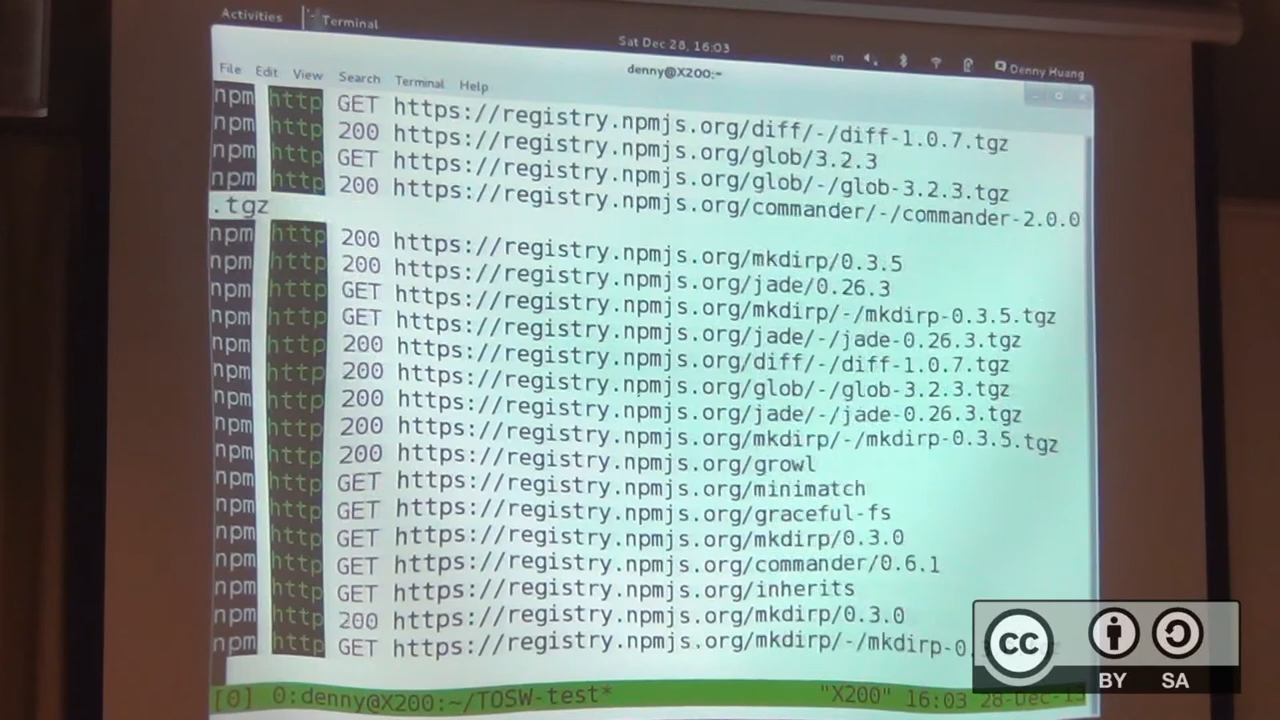 Activities Terminal
Sat Dec 28, 16:03
en Denny Huang
denny@X200:~
File Edit View Search Terminal Help
npm http GET https://registry.npmjs.org/diff/-/diff-1.0.7.tgz
npm http 200 https://registry.npmjs.org/glob/3.2.3
npm http GET https://registry.npmjs.org/glob/-/glob-3.2.3.tgz
npm http 200 https://registry.npmjs.org/commander/-/commander-2.0.0
.tgz
npm http 200 https://registry.npmjs.org/mkdirp/0.3.5
npm http 200 https://registry.npmjs.org/jade/0.26.3
npm http GET https://registry.npmjs.org/mkdirp/-/mkdirp-0.3.5.tgz
npm http GET https://registry.npmjs.org/jade/-/jade-0.26.3.tgz
npm http 200 https://registry.npmjs.org/diff/-/diff-1.0.7.tgz
npm http 200 https://registry.npmjs.org/glob/-/glob-3.2.3.tgz
npm http 200 https://registry.npmjs.org/jade/-/jade-0.26.3.tgz
npm http 200 https://registry.npmjs.org/mkdirp/-/mkdirp-0.3.5.tgz
npm http 200 https://registry.npmjs.org/growl
npm http GET https://registry.npmjs.org/minimatch
npm http GET https://registry.npmjs.org/graceful-fs
npm http GET https://registry.npmjs.org/mkdirp/0.3.0
npm http GET https://registry.npmjs.org/commander/0.6.1
npm http GET https://registry.npmjs.org/inherits
npm http 200 https://registry.npmjs.org/mkdirp/0.3.0
npm http GET https://registry.npmjs.org/mkdirp/-/mkdirp-0.
[0] 0:denny@X200:~/TOSW-test* "X200" 16:03 28-Dec-13
cc
BY SA